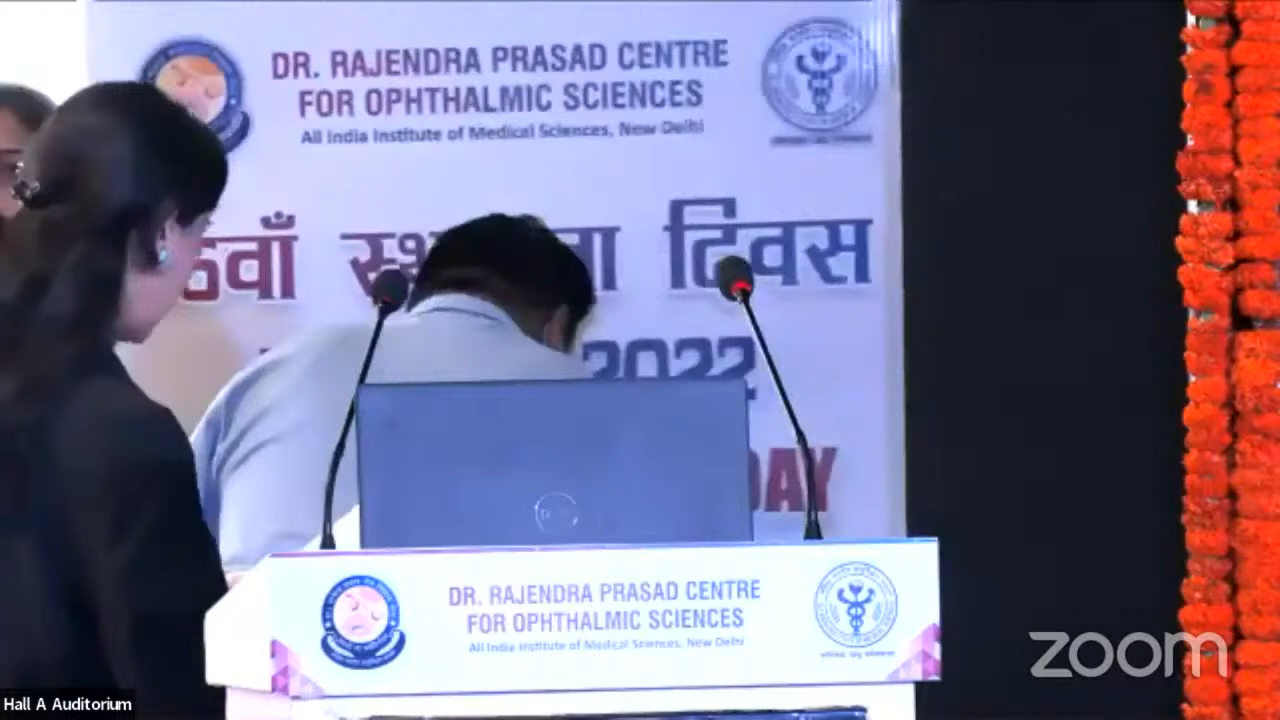 DR. RAJENDRA PRASAD CENTRE
FOR OPHTHALMIC SCIENCES
All India Institute of Medical Sciences, New Delhi
दिवस
2022
DAY
DR. RAJENDRA PRASAD CENTRE
FOR OPHTHALMIC SCIENCES
All India Institute of Medical Sciences, New Delhi
zoom
Hall A Auditorium